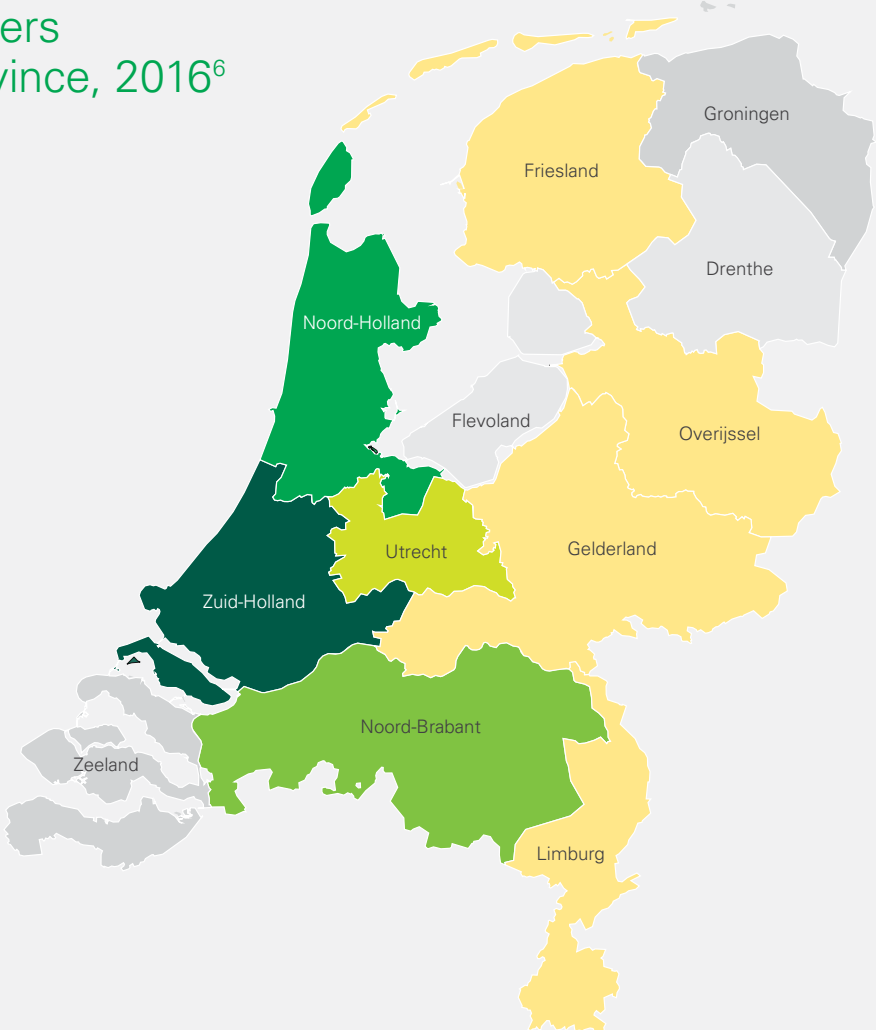 ers
vince, 2016⁶
Groningen
Friesland
Drenthe
Noord-Holland
Flevoland
Overijssel
Utrecht
Gelderland
Zuid-Holland
Noord-Brabant
Zeeland
Limburg